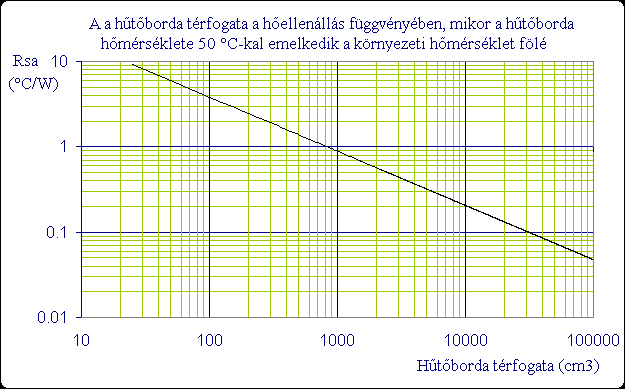 A a hűtőborda térfogata a hőellenállás függvényében, mikor a hűtőborda
hőmérséklete 50 °C-kal emelkedik a környezeti hőmérséklet fölé
Rsa
(°C/W)
10
1
0.1
0.01
10 100 1000 10000 100000
Hűtőborda térfogata (cm3)